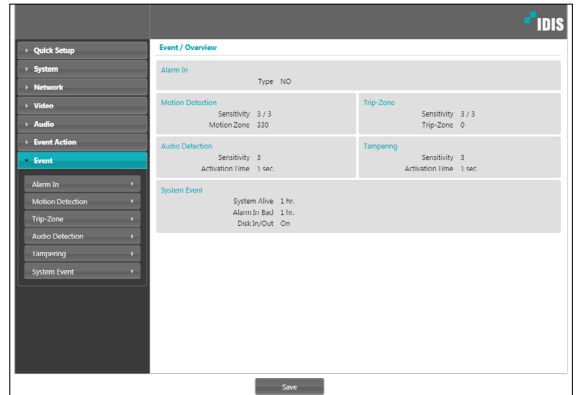 IDIS
Quick Setup
System
Network
Video
Audio
Event Action
Event
Alarm In
Motion Detection
Trip-Zone
Audio Detection
Tampering
System Event
Event / Overview
Alarm In
Type NO
Motion Detection
Sensitivity 3 / 3
Motion Zone 330
Trip-Zone
Sensitivity 3 / 3
Trip-Zone 0
Audio Detection
Sensitivity 3
Activation Time 1 sec.
Tampering
Sensitivity 3
Activation Time 1 sec.
System Event
System Alive 1 hr.
Alarm In Bad 1 hr.
Disk In/Out On
Save